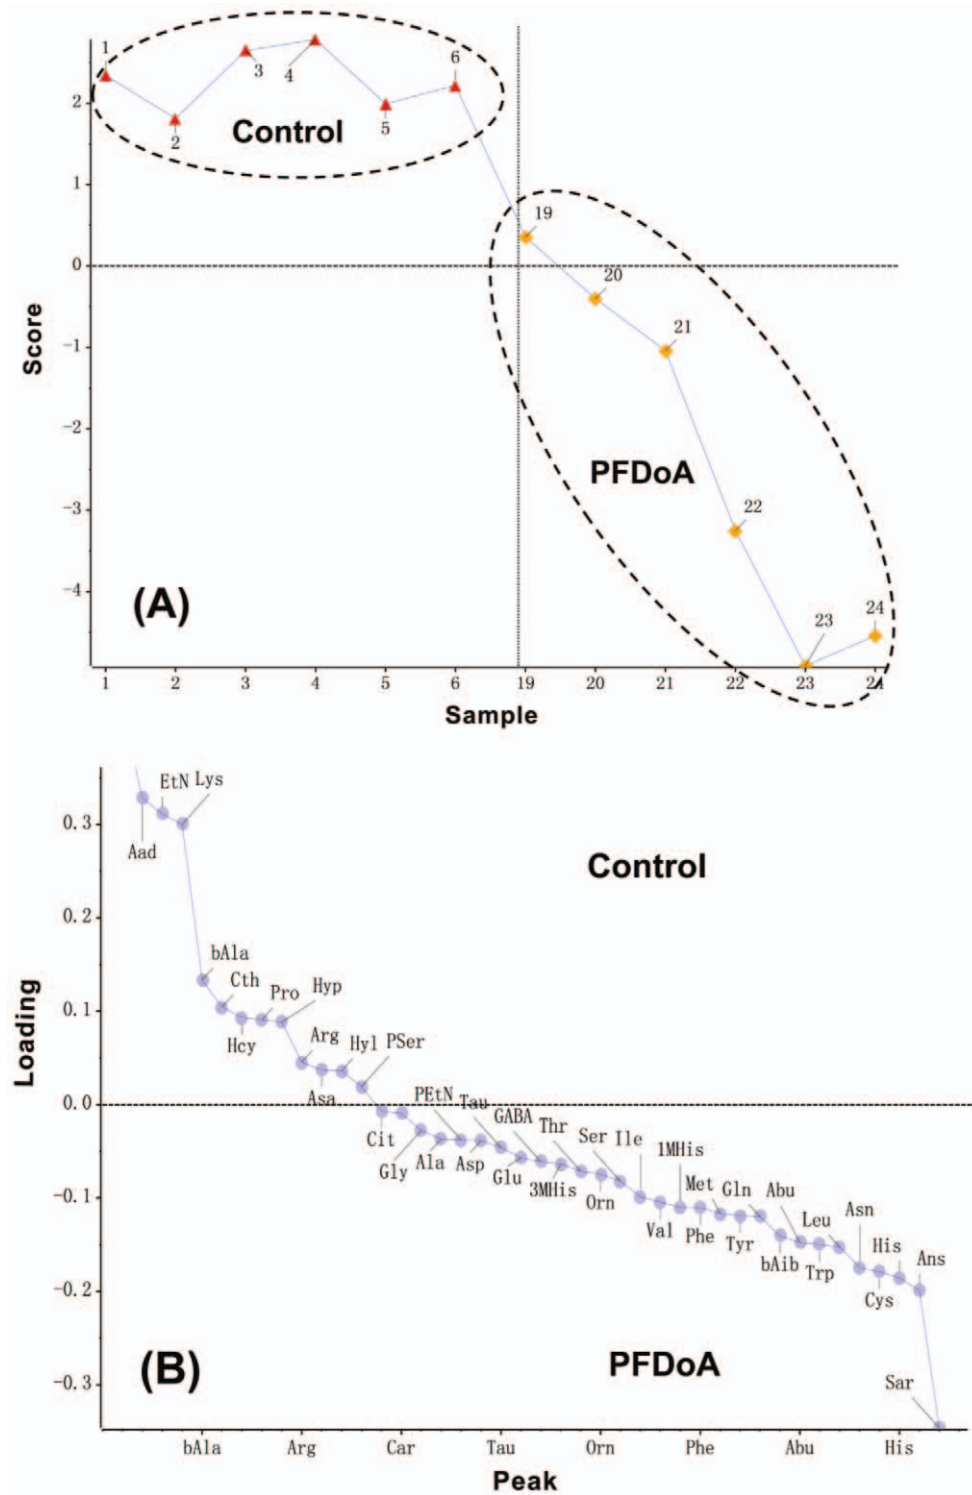 1
2
3
4
5
6
Control
19
20
21
22
23
24
PFDoA
(A)
2
1
0
-1
-2
-3
-4
Score
1 2 3 4 5 6 19 20 21 22 23 24
Sample
EtN Lys
Aad
bAla
Cth
Hcy
Pro
Hyp
Arg
Asa
Hyl
PSer
Cit
Gly
PEtN
Ala
Asp
Tau
Glu
GABA
3MHis
Thr
Orn
Ser
Ile
Val
1MHis
Phe
Met
Tyr
Gln
bAib
Abu
Trp
Leu
Asn
Cys
His
Ans
Sar
Control
PFDoA
(B)
0.3
0.2
0.1
0.0
-0.1
-0.2
-0.3
Loading
bAla Arg Car Tau Orn Phe Abu His
Peak